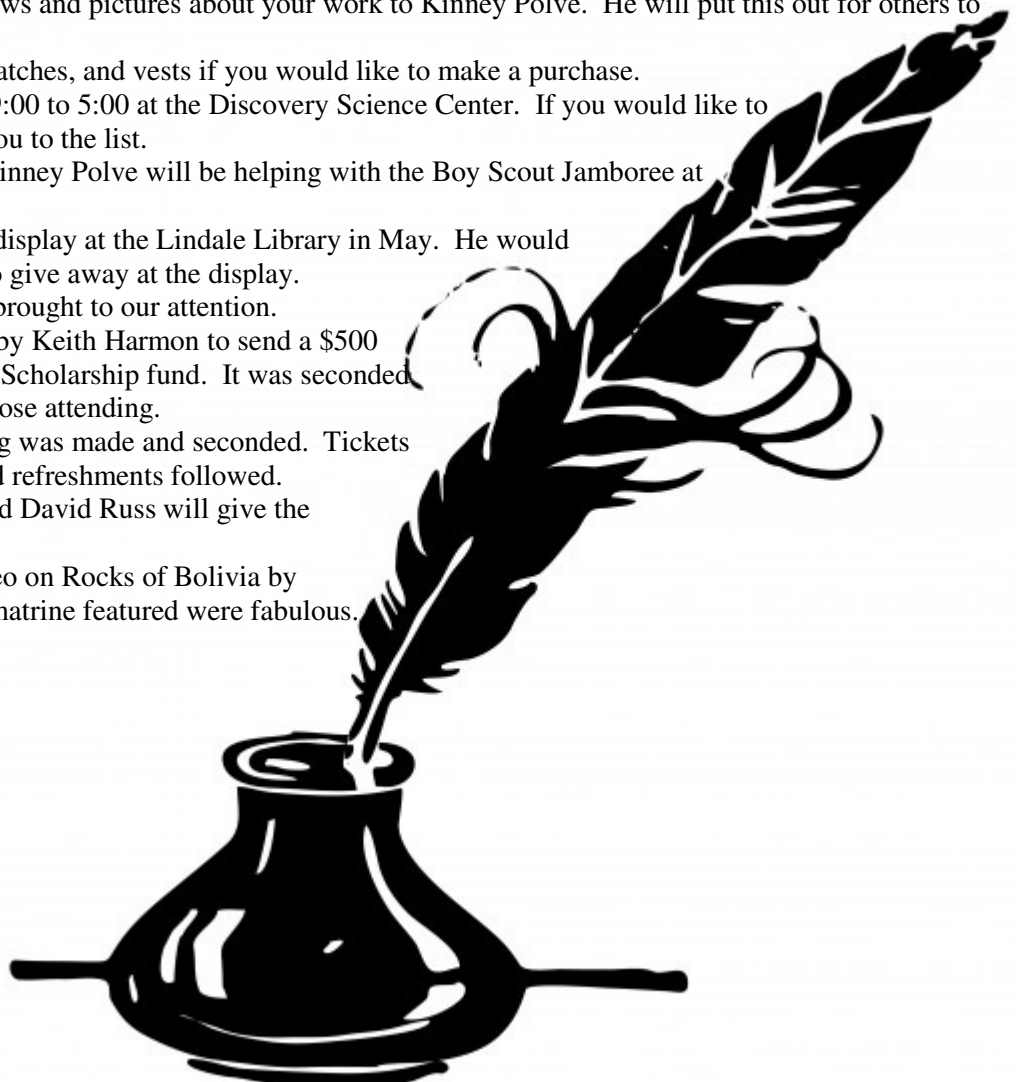 ws and pictures about your work to Kinney Polve. He will put this out for others to
atches, and vests if you would like to make a purchase.
:00 to 5:00 at the Discovery Science Center. If you would like to
ou to the list.
inney Polve will be helping with the Boy Scout Jamboree at
display at the Lindale Library in May. He would
give away at the display.
brought to our attention.
by Keith Harmon to send a $500
Scholarship fund. It was seconded
ose attending.
g was made and seconded. Tickets
refreshments followed.
d David Russ will give the
eo on Rocks of Bolivia by
matrine featured were fabulous.